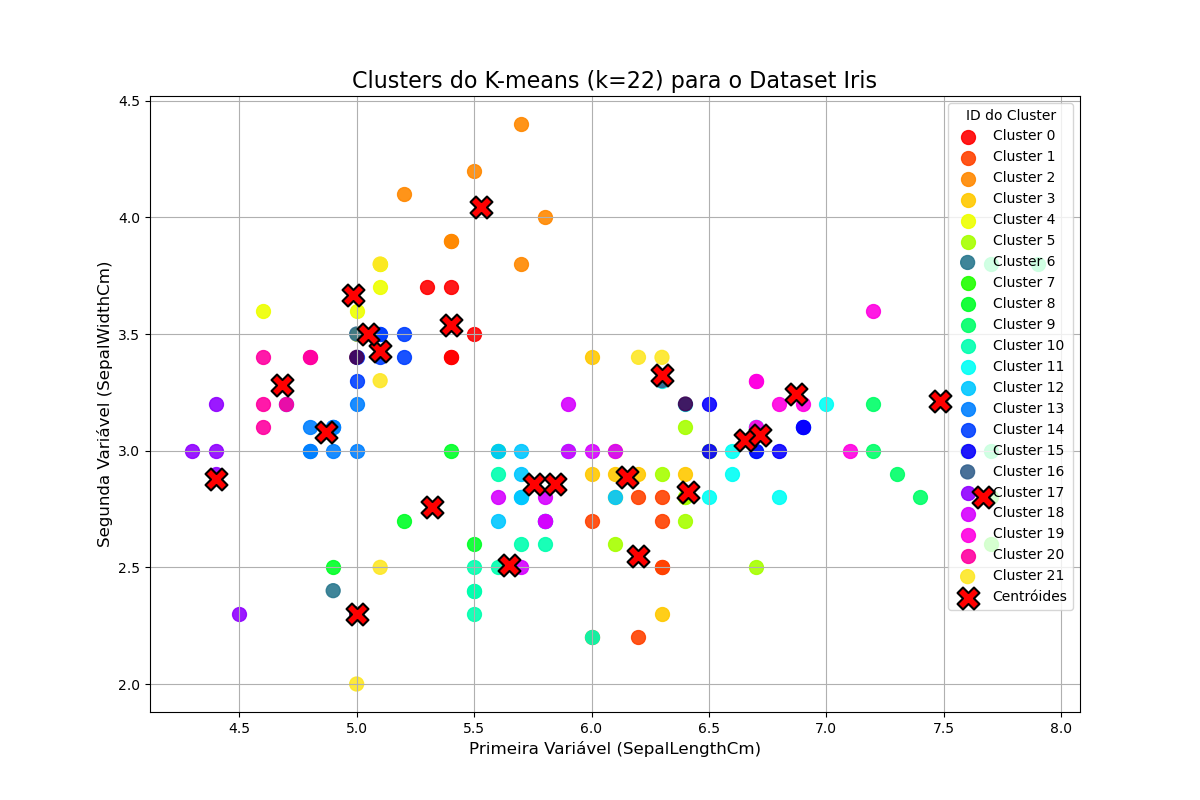 Clusters do K-means (k=22) para o Dataset Iris
4.5
4.0
3.5
3.0
2.5
2.0
Segunda Variável (SepalWidthCm)
4.5
5.0
5.5
6.0
6.5
7.0
7.5
8.0
Primeira Variável (SepalLengthCm)
ID do Cluster
Cluster 0
Cluster 1
Cluster 2
Cluster 3
Cluster 4
Cluster 5
Cluster 6
Cluster 7
Cluster 8
Cluster 9
Cluster 10
Cluster 11
Cluster 12
Cluster 13
Cluster 14
Cluster 15
Cluster 16
Cluster 17
Cluster 18
Cluster 19
Cluster 20
Cluster 21
Centróides